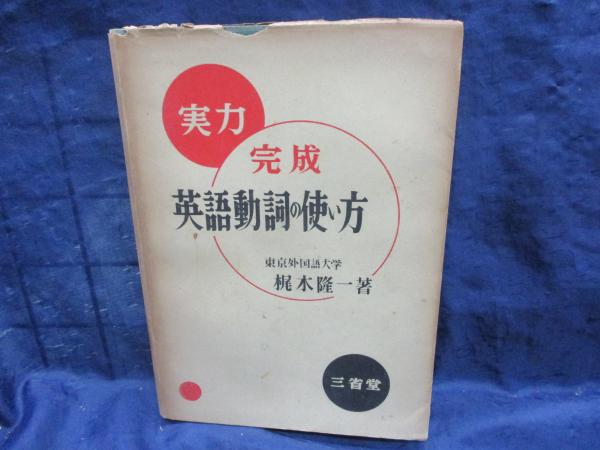 実力
完成
英語動詞の使い方
東京外国語大学
梶木隆一著
三省堂